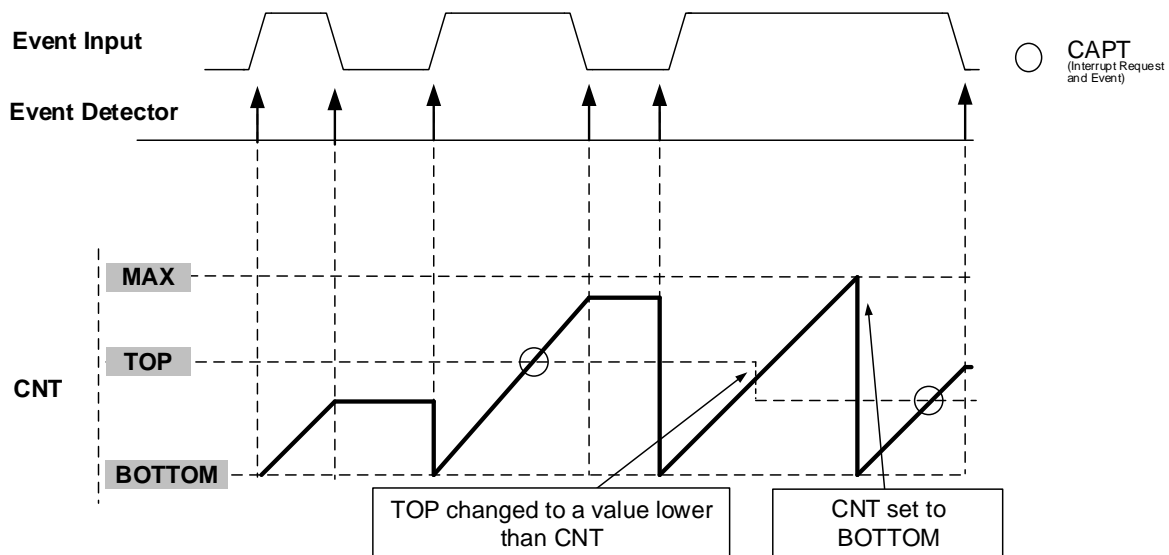 Event Input
CAPT
(Interrupt Request
and Event)
Event Detector
MAX
TOP
CNT
BOTTOM
TOP changed to a value lower
than CNT
CNT set to
BOTTOM